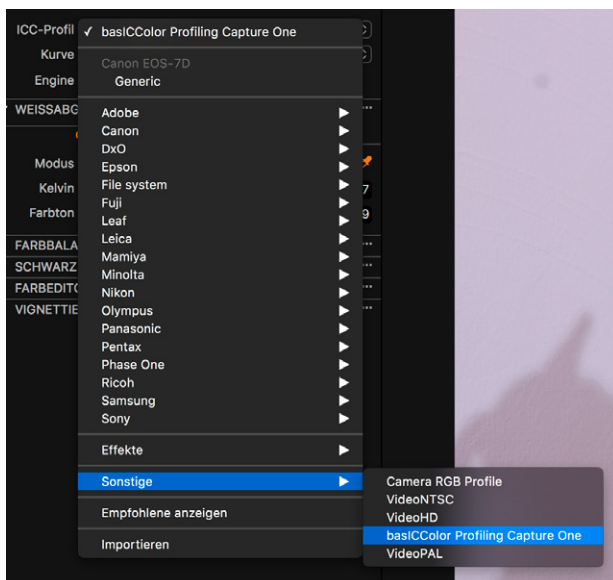 ICC-Profil ✓ basICColor Profiling Capture One
Kurve
Canon EOS-7D
Engine
Generic
WEISSABG
Adobe
Canon
DxO
Modus
Epson
Kelvin
File system
7
Fuji
Farbton
Leaf
9
Leica
FARBBALA
Mamiya
SCHWARZ
Minolta
FARBEDITO
Nikon
VIGNETTIE
Olympus
Panasonic
Pentax
Phase One
Ricoh
Samsung
Sony
Effekte
Sonstige
Camera RGB Profile
VideoNTSC
Empfohlene anzeigen
VideoHD
basICColor Profiling Capture One
Importieren
VideoPAL